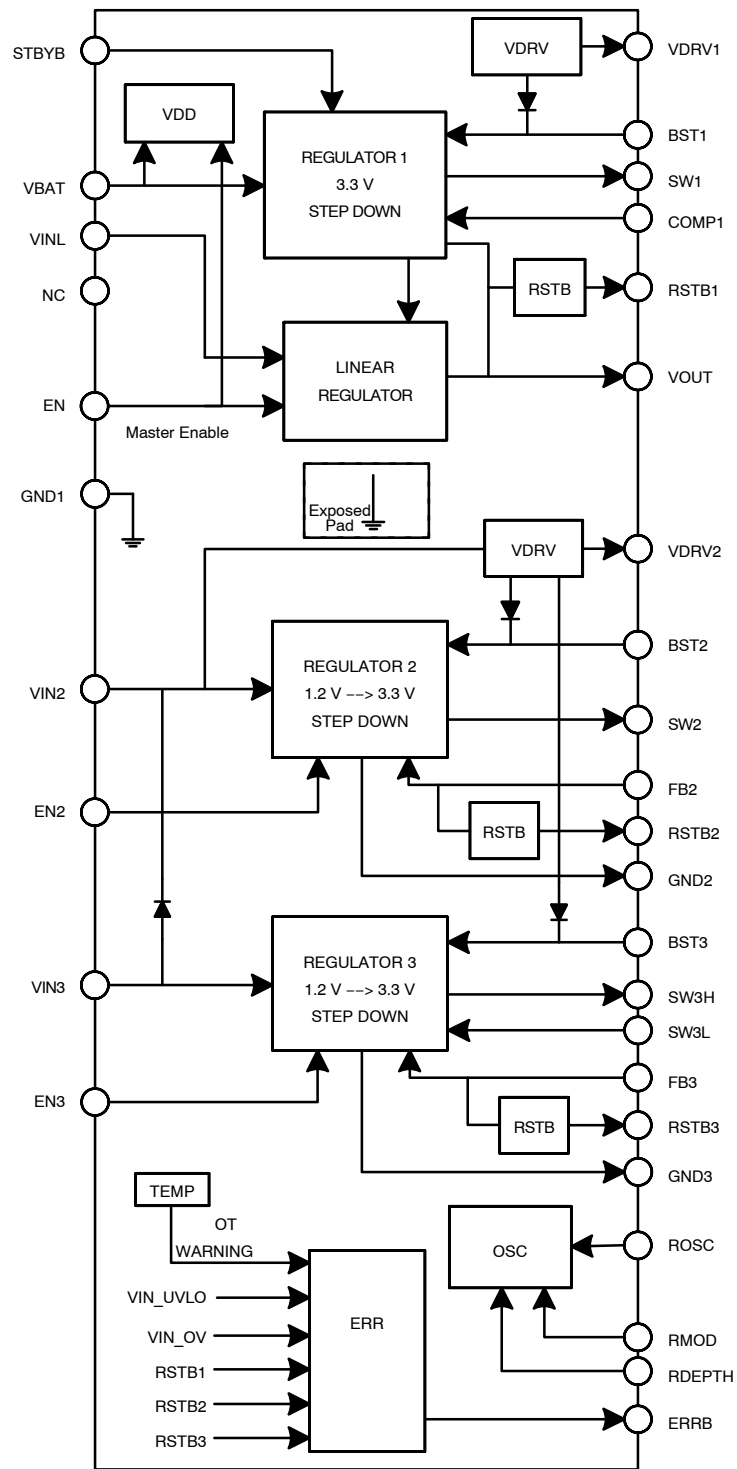 STBYB
VDRV
VDRV1
VDD
BST1
REGULATOR 1
3.3 V
STEP DOWN
VBAT
SW1
COMP1
VINL
NC
RSTB
RSTB1
LINEAR
REGULATOR
VOUT
EN
Master Enable
GND1
Exposed
Pad
VDRV
VDRV2
BST2
REGULATOR 2
1.2 V --> 3.3 V
STEP DOWN
VIN2
SW2
FB2
EN2
RSTB
RSTB2
GND2
BST3
REGULATOR 3
1.2 V --> 3.3 V
STEP DOWN
VIN3
SW3H
SW3L
FB3
EN3
RSTB
RSTB3
GND3
TEMP
OT
WARNING
OSC
ROSC
VIN_UVLO
ERR
VIN_OV
RMOD
RSTB1
RDEPTH
RSTB2
ERRB
RSTB3